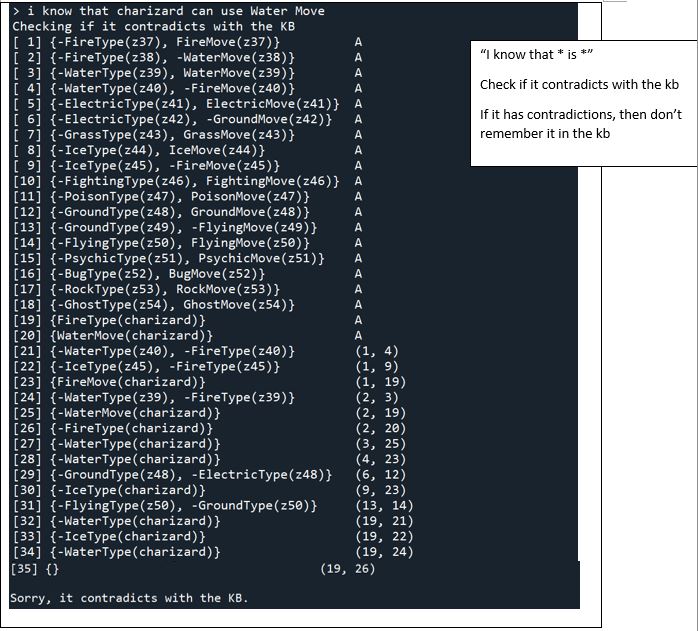 > i know that charizard can use Water Move
Checking if it contradicts with the KB
[ 1] {-FireType(z37), FireMove(z37)} A
[ 2] {-FireType(z38), -WaterMove(z38)} A
[ 3] {-WaterType(z39), WaterMove(z39)} A
[ 4] {-WaterType(z40), -FireMove(z40)} A
[ 5] {-ElectricType(z41), ElectricMove(z41)} A
[ 6] {-ElectricType(z42), -GroundMove(z42)} A
[ 7] {-GrassType(z43), GrassMove(z43)} A
[ 8] {-IceType(z44), IceMove(z44)} A
[ 9] {-IceType(z45), -FireMove(z45)} A
[10] {-FightingType(z46), FightingMove(z46)} A
[11] {-PoisonType(z47), PoisonMove(z47)} A
[12] {-GroundType(z48), GroundMove(z48)} A
[13] {-GroundType(z49), -FlyingMove(z49)} A
[14] {-FlyingType(z50), FlyingMove(z50)} A
[15] {-PsychicType(z51), PsychicMove(z51)} A
[16] {-BugType(z52), BugMove(z52)} A
[17] {-RockType(z53), RockMove(z53)} A
[18] {-GhostType(z54), GhostMove(z54)} A
[19] {FireType(charizard)} A
[20] {WaterMove(charizard)} A
[21] {-WaterType(z40), -FireType(z40)} (1, 4)
[22] {-IceType(z45), -FireType(z45)} (1, 9)
[23] {FireMove(charizard)} (1, 19)
[24] {-WaterType(z39), -FireType(z39)} (2, 3)
[25] {-WaterMove(charizard)} (2, 19)
[26] {-FireType(charizard)} (2, 20)
[27] {-WaterType(charizard)} (3, 25)
[28] {-WaterType(charizard)} (4, 23)
[29] {-GroundType(z48), -ElectricType(z48)} (6, 12)
[30] {-IceType(charizard)} (9, 23)
[31] {-FlyingType(z50), -GroundType(z50)} (13, 14)
[32] {-WaterType(charizard)} (19, 21)
[33] {-IceType(charizard)} (19, 22)
[34] {-WaterType(charizard)} (19, 24)
[35] {} (19, 26)
Sorry, it contradicts with the KB.
“I know that * is *”
Check if it contradicts with the kb
If it has contradictions, then don’t
remember it in the kb